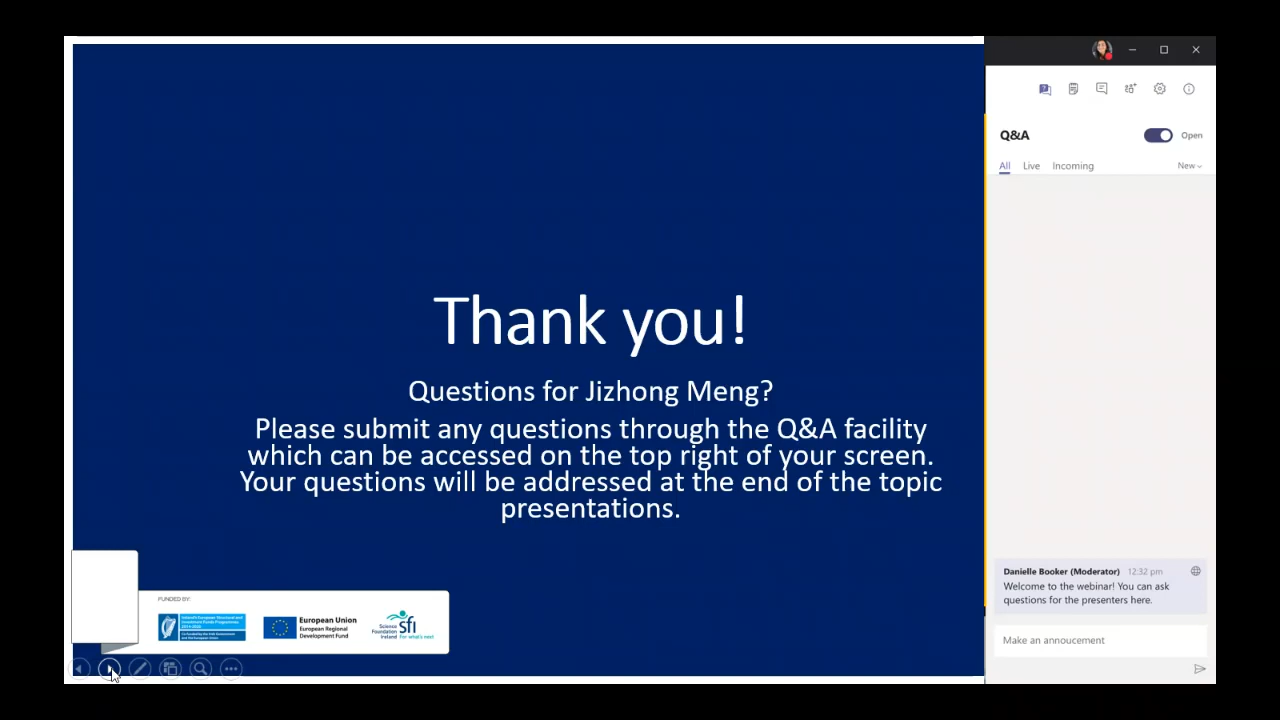 Thank you!
Questions for Jizhong Meng?
Please submit any questions through the Q&A facility
which can be accessed on the top right of your screen.
Your questions will be addressed at the end of the topic
presentations.
FUNDED BY:
European Union
European Regional
Development Fund
Science
Foundation
Ireland
sfi
For what's next
Q&A
Open
All
Live
Incoming
New
Danielle Booker (Moderator) 12:32 pm
Welcome to the webinar! You can ask
questions for the presenters here.
Make an annoucement